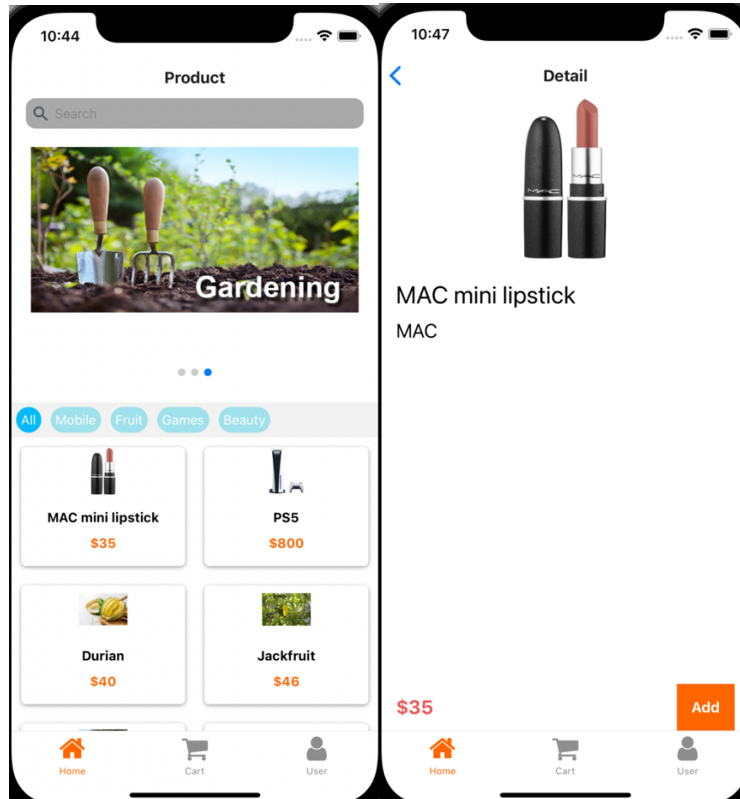 10:44
Product
Search
Gardening
All Mobile Fruit Games Beauty
MAC mini lipstick
$35
PS5
$800
Durian
$40
Jackfruit
$46
Home Cart User
10:47
Detail
MAC
MAC mini lipstick
MAC
$35
Add
Home Cart User